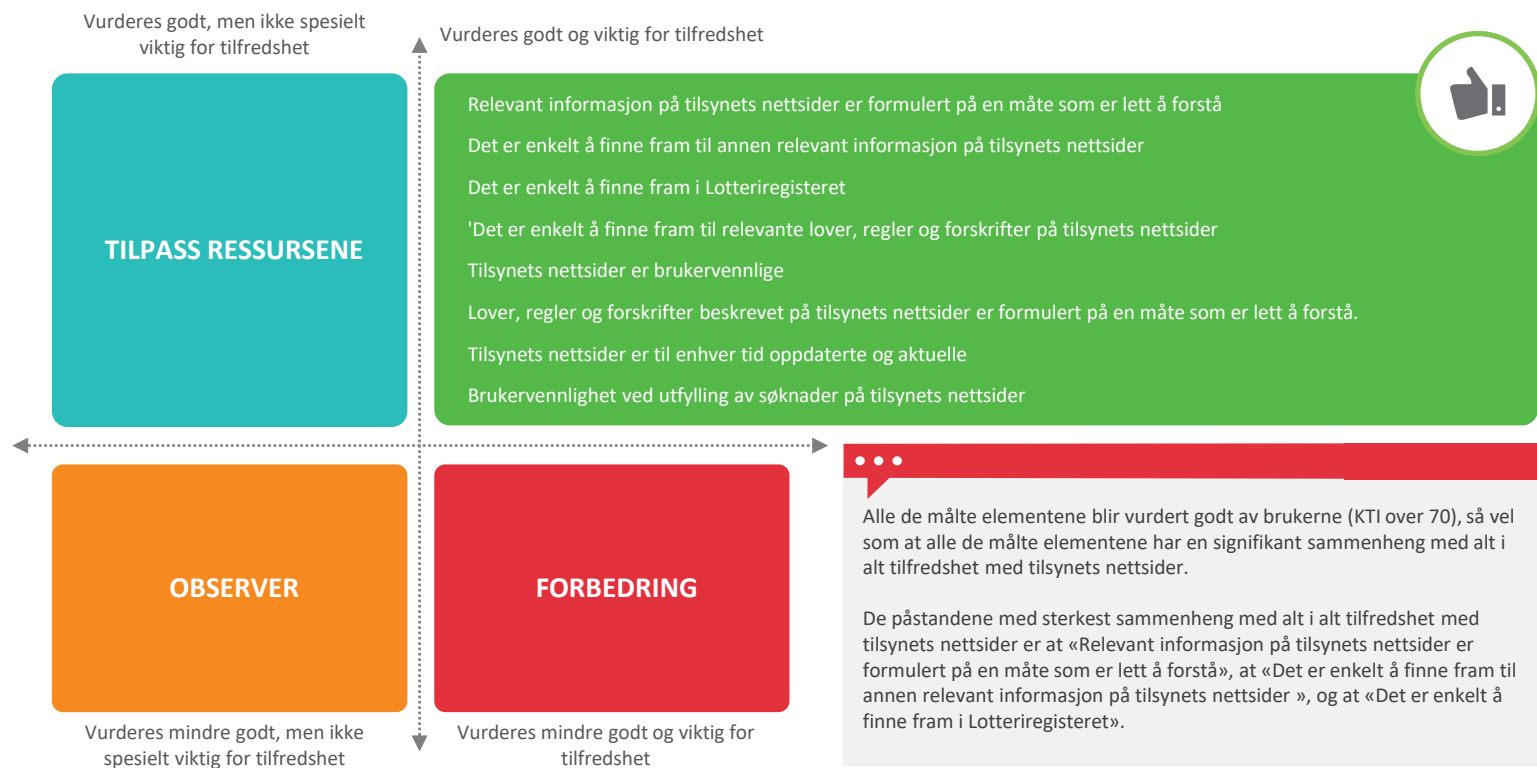 Vurderes godt, men ikke spesielt
viktig for tilfredshet
Vurderes godt og viktig for tilfredshet
TILPASS RESSURSENE
Relevant informasjon på tilsynets nettsider er formulert på en måte som er lett å forstå
Det er enkelt å finne fram til annen relevant informasjon på tilsynets nettsider
Det er enkelt å finne fram i Lotteriregisteret
'Det er enkelt å finne fram til relevante lover, regler og forskrifter på tilsynets nettsider
Tilsynets nettsider er brukervennlige
Lover, regler og forskrifter beskrevet på tilsynets nettsider er formulert på en måte som er lett å forstå.
Tilsynets nettsider er til enhver tid oppdaterte og aktuelle
Brukervennlighet ved utfylling av søknader på tilsynets nettsider
OBSERVER
FORBEDRING
Alle de målte elementene blir vurdert godt av brukerne (KTI over 70), så vel
som at alle de målte elementene har en signifikant sammenheng med alt i
alt tilfredshet med tilsynets nettsider.
De påstandene med sterkest sammenheng med alt i alt tilfredshet med
tilsynets nettsider er at «Relevant informasjon på tilsynets nettsider er
formulert på en måte som er lett å forstå», at «Det er enkelt å finne fram til
annen relevant informasjon på tilsynets nettsider », og at «Det er enkelt å
finne fram i Lotteriregisteret».
Vurderes mindre godt, men ikke
spesielt viktig for tilfredshet
Vurderes mindre godt og viktig for
tilfredshet